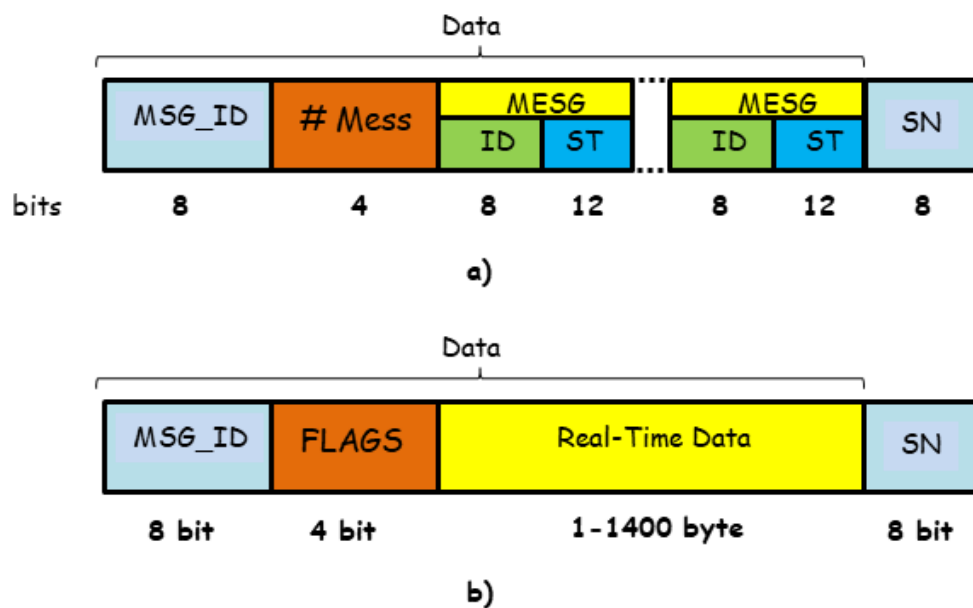 Data
MSG_ID # Mess MESG MESG SN
ID ST ID ST
bits 8 4 8 12 8 12 8
a)
Data
MSG_ID FLAGS Real-Time Data SN
8 bit 4 bit 1-1400 byte 8 bit
b)